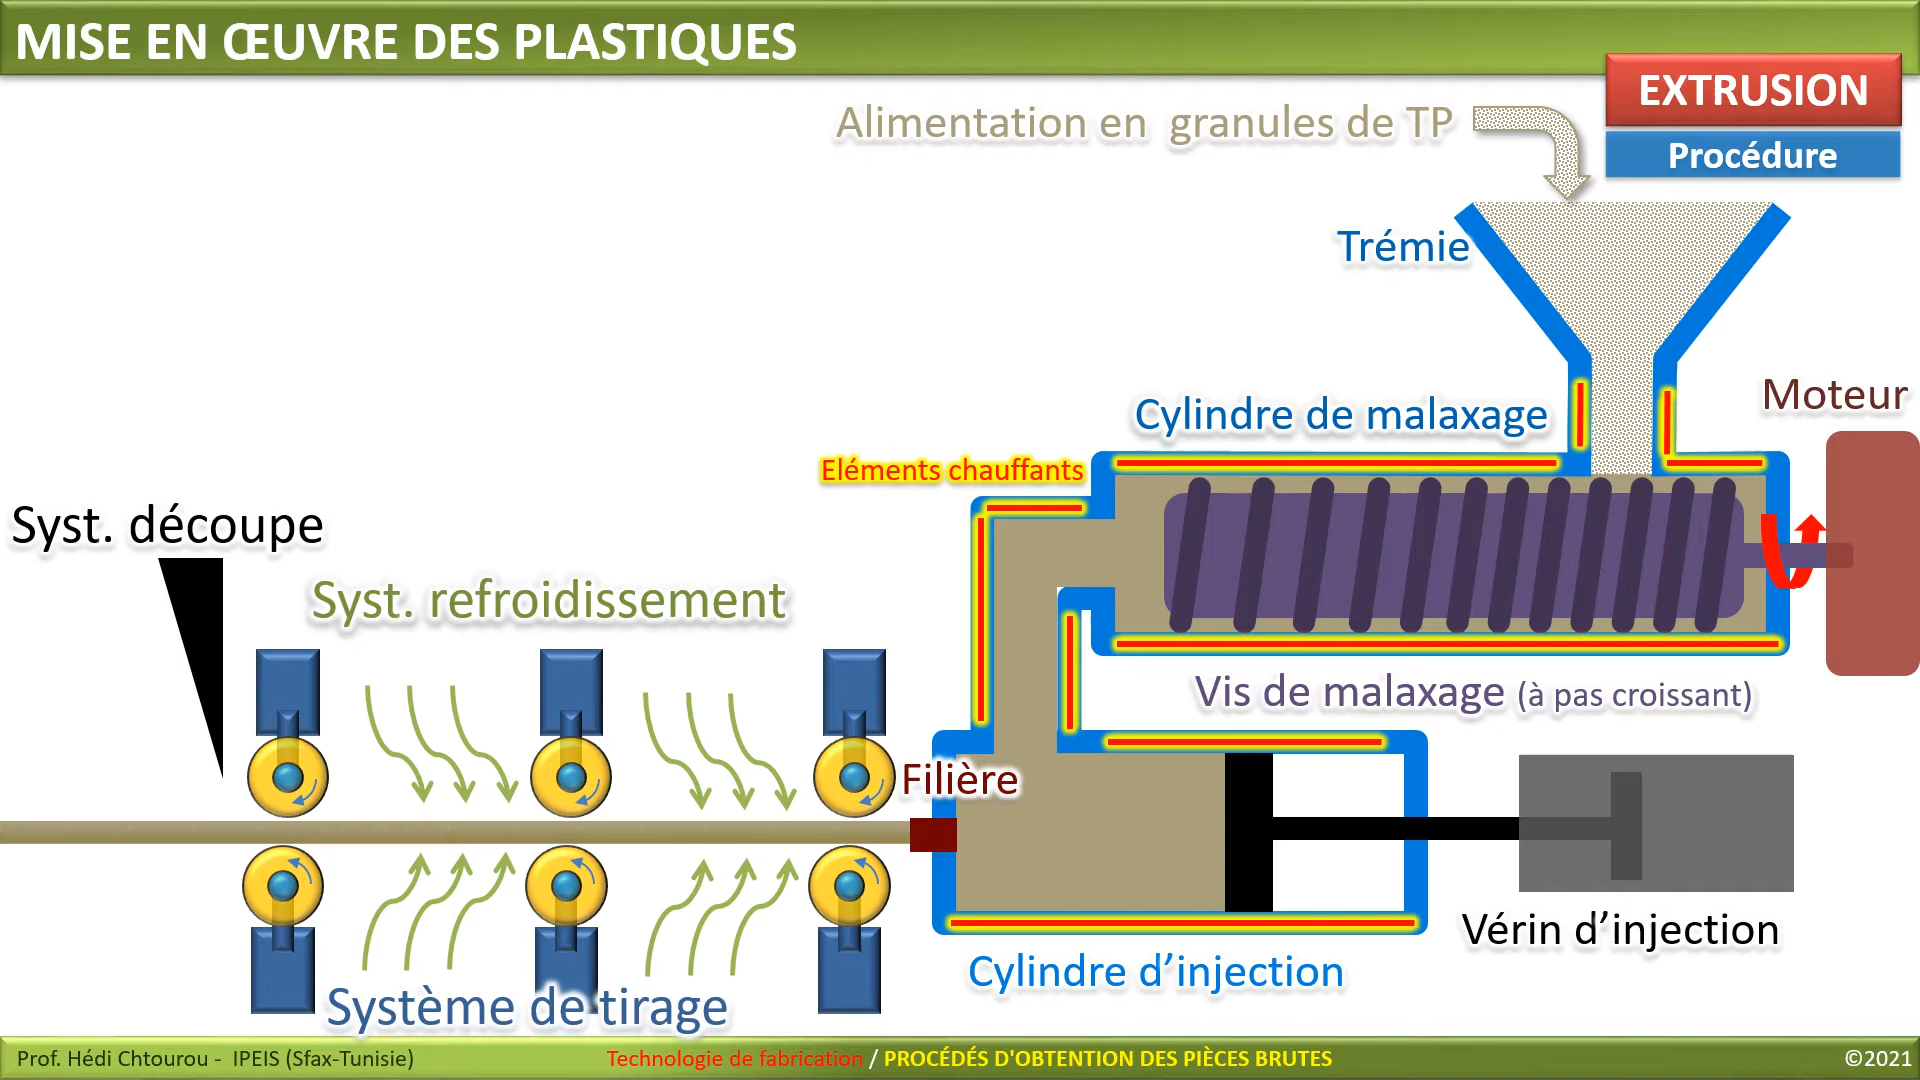 MISE EN ŒUVRE DES PLASTIQUES
EXTRUSION
Procédure
Alimentation en granules de TP
Trémie
Moteur
Cylindre de malaxage
Eléments chauffants
Syst. découpe
Syst. refroidissement
Vis de malaxage (à pas croissant)
Filière
Vérin d’injection
Cylindre d’injection
Système de tirage
Prof. Hédi Chtourou - IPEIS (Sfax-Tunisie)
Technologie de fabrication / PROCÉDÉS D'OBTENTION DES PIÈCES BRUTES
©2021